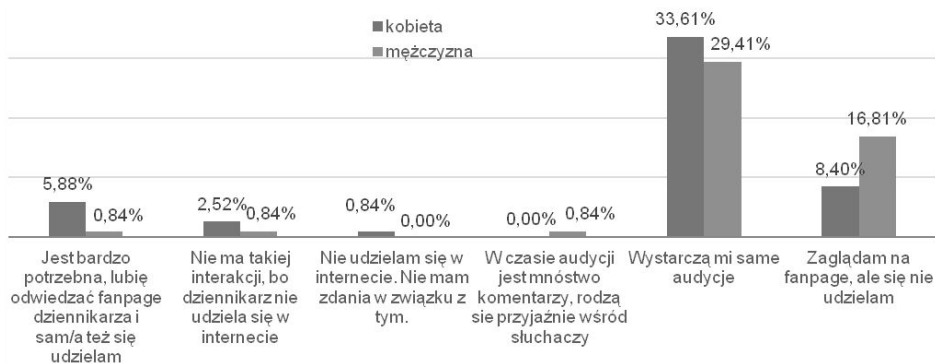 kobieta
mężczyzna
5,88%
0,84%
2,52%
0,84%
0,84%
0,00%
0,00%
0,84%
33,61%
29,41%
8,40%
16,81%
Jest bardzo
potrzebna, lubię
odwiedzać fanpage
dziennikarza i
sam/a też się
udzielam
Nie ma takiej
interakcji, bo
dziennikarz nie
udziela się w
internecie
Nie udzielam się w
internecie. Nie mam
zdania w związku z
tym.
W czasie audycji
jest mnóstwo
komentarzy, rodzą
sie przyjaźnie wśród
słuchaczy
Wystarczą mi same
audycje
Zaglądam na
fanpage, ale się nie
udzielam